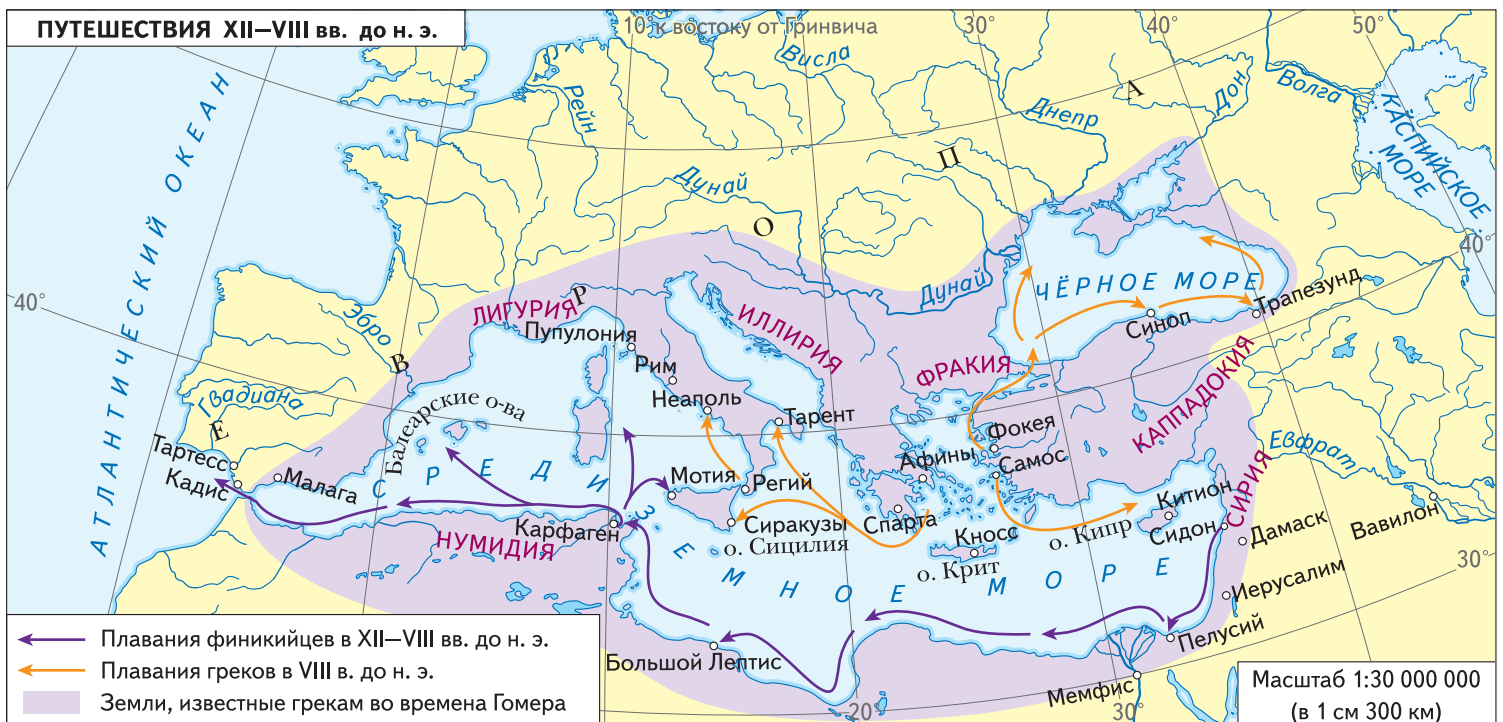 ПУТЕШЕСТВИЯ XII—VIII вв. до н. э.
10° к востоку от Гринвича
30°
40°
50°
АТЛАНТИЧЕСКИЙ ОКЕАН
Висла
Рейн
Днепр
Дон
Волга
КАСПИЙСКОЕ МОРЕ
ЕВРОПА
Дунай
Дунай
ЧЁРНОЕ МОРЕ
40°
40°
Эбро
ЛИГУРИЯ
Пупулония
ИЛЛИРИЯ
Рим
Неаполь
Тарент
ФРАКИЯ
Синоп
Трапезунд
КАППАДОКИЯ
Гвадиана
Балеарские о-ва
Тартесс
Кадис
Малага
СРЕДИЗЕМНОЕ МОРЕ
Мотия
Регий
Афины
Фокея
Самос
Евфрат
СИРИЯ
Карфаген
НУМИДИЯ
Сиракузы
о. Сицилия
Спарта
Кносс
о. Крит
о. Кипр
Китион
Сидон
Дамаск
Вавилон
30°
Иерусалим
Пелусий
Большой Лептис
Мемфис
20°
30°
Плавания финикийцев в XII—VIII вв. до н. э.
Плавания греков в VIII в. до н. э.
Земли, известные грекам во времена Гомера
Масштаб 1:30 000 000
(в 1 см 300 км)